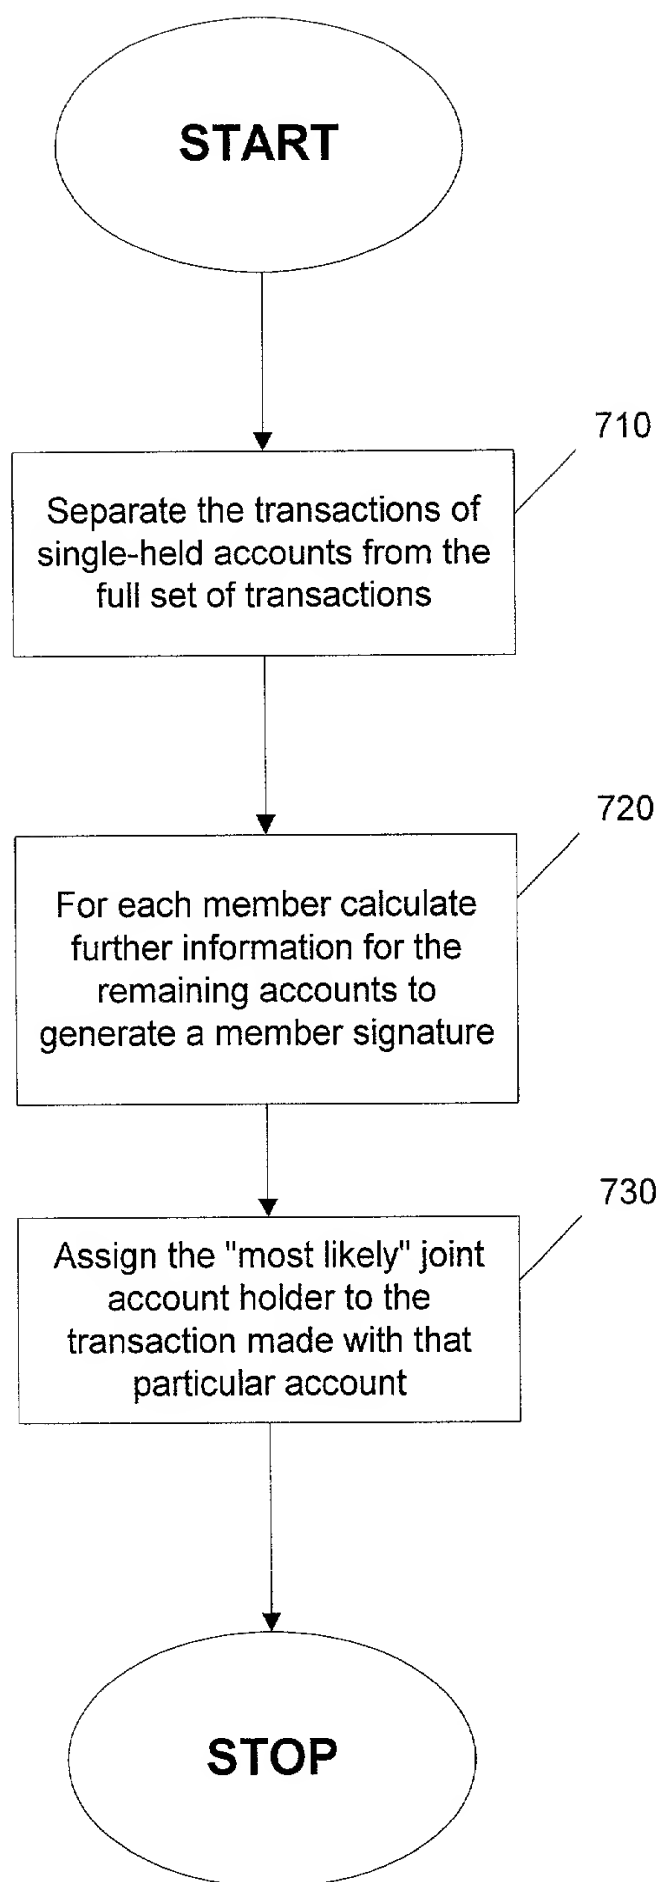 START
710
Separate the transactions of
single-held accounts from the
full set of transactions
720
For each member calculate
further information for the
remaining accounts to
generate a member signature
730
Assign the "most likely" joint
account holder to the
transaction made with that
particular account
STOP